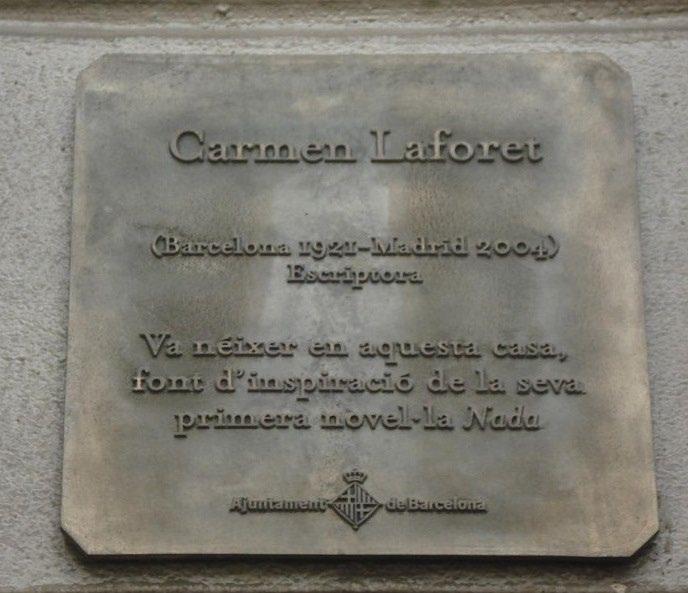 Carmen Laforet
(Barcelona 1921–Madrid 2004)
Escriptora
Va néixer en aquesta casa,
font d'inspiració de la seva
primera novel·la Nada
Ajuntament de Barcelona